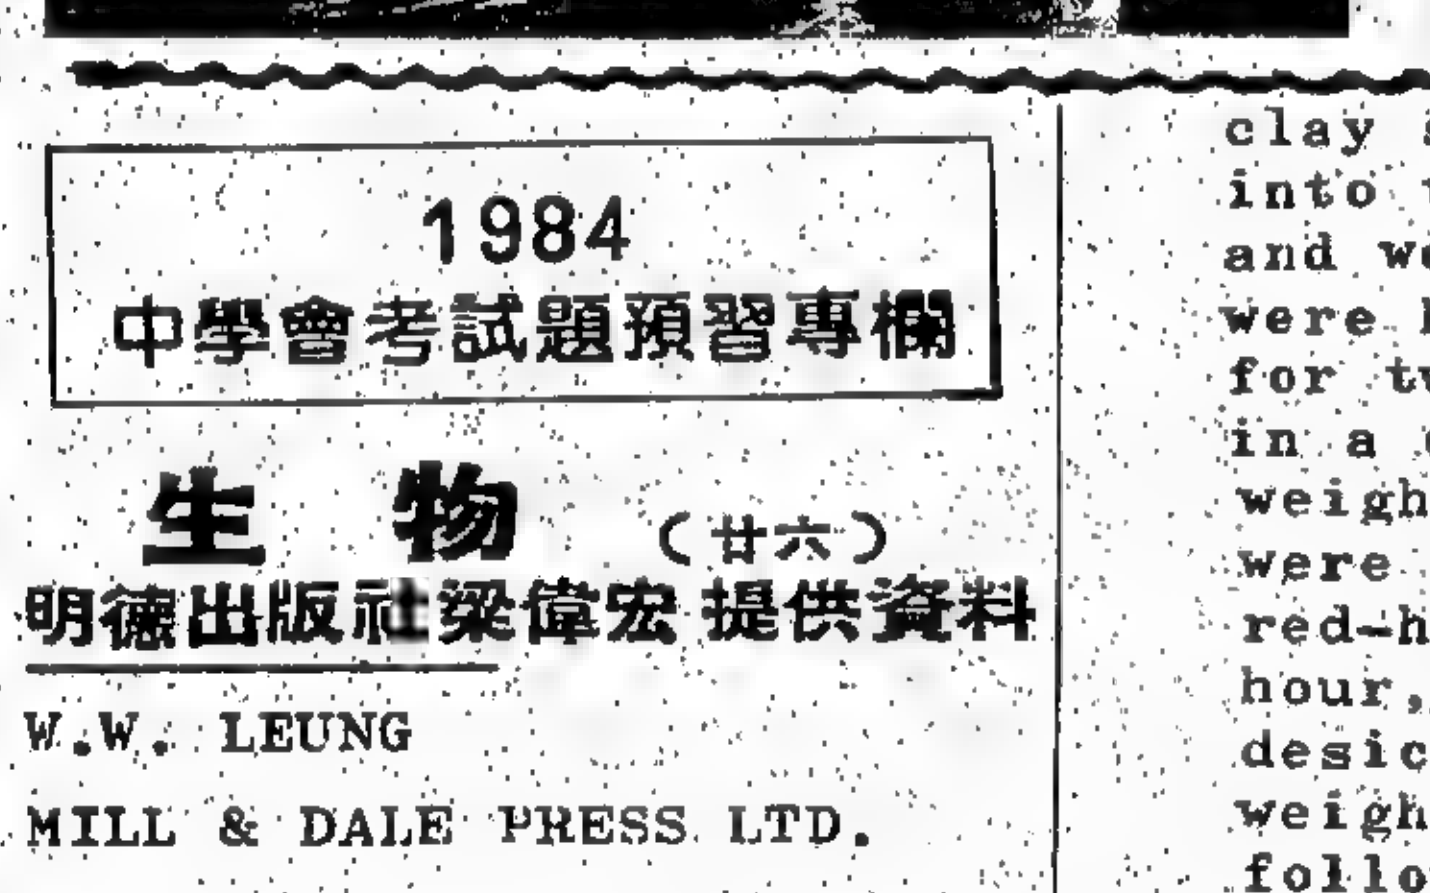 1984
中學會考試題預習專欄
生物（廿六）
明德出版社梁偉宏提供資料
W.W. LEUNG
MILL & DALE PRESS LTD.
clay
into
and
were
for
in a
weigh
were
red-h
hour,
desic
weigh
follo